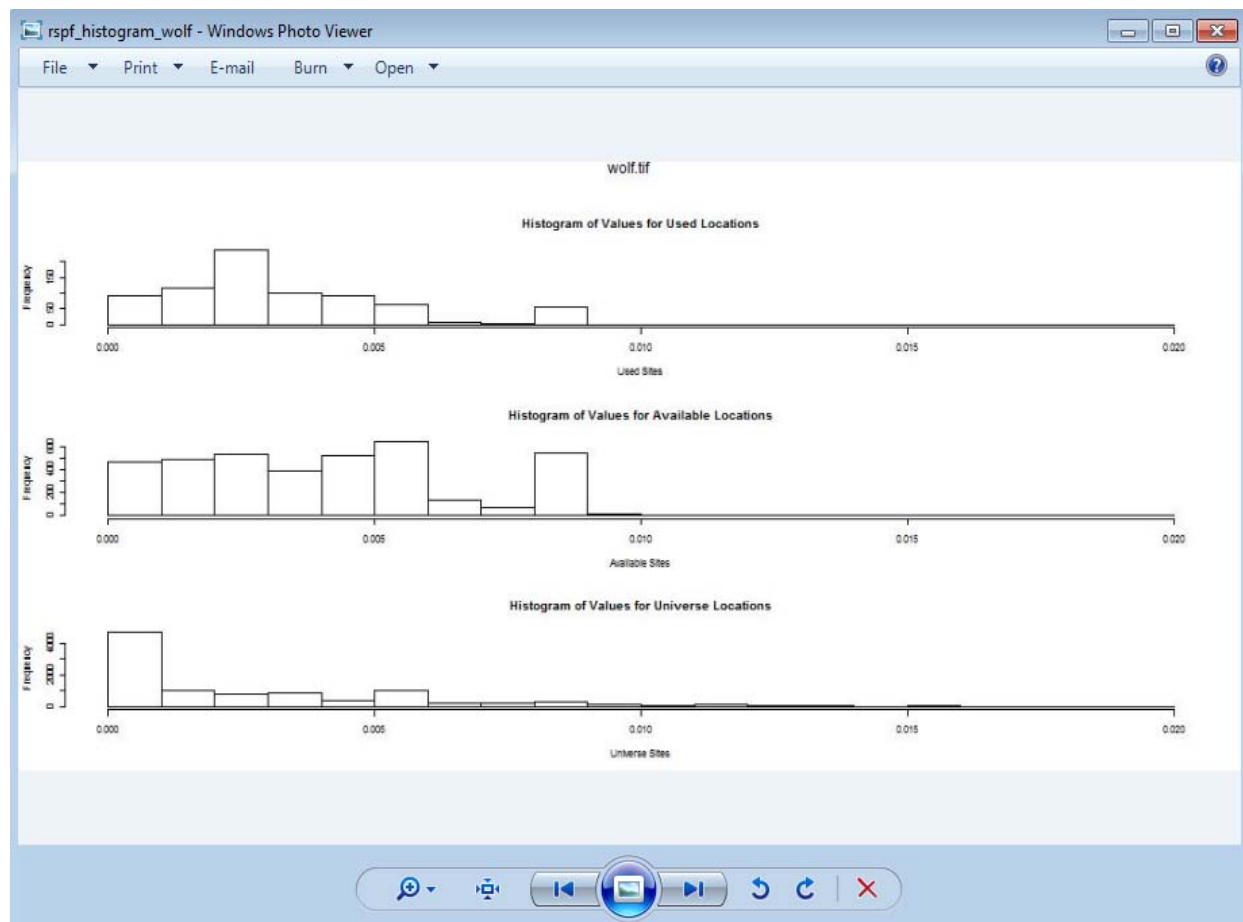 rspf_histogram_wolf - Windows Photo Viewer
File Print E-mail Burn Open
wolf.tif
Histogram of Values for Used Locations
Frequency
0 50 150
0.000 0.005 0.010 0.015 0.020
Used Sites
Histogram of Values for Available Locations
Frequency
0 200 400 600
0.000 0.005 0.010 0.015 0.020
Available Sites
Histogram of Values for Universe Locations
Frequency
0 2000 4000
0.000 0.005 0.010 0.015 0.020
Universe Sites